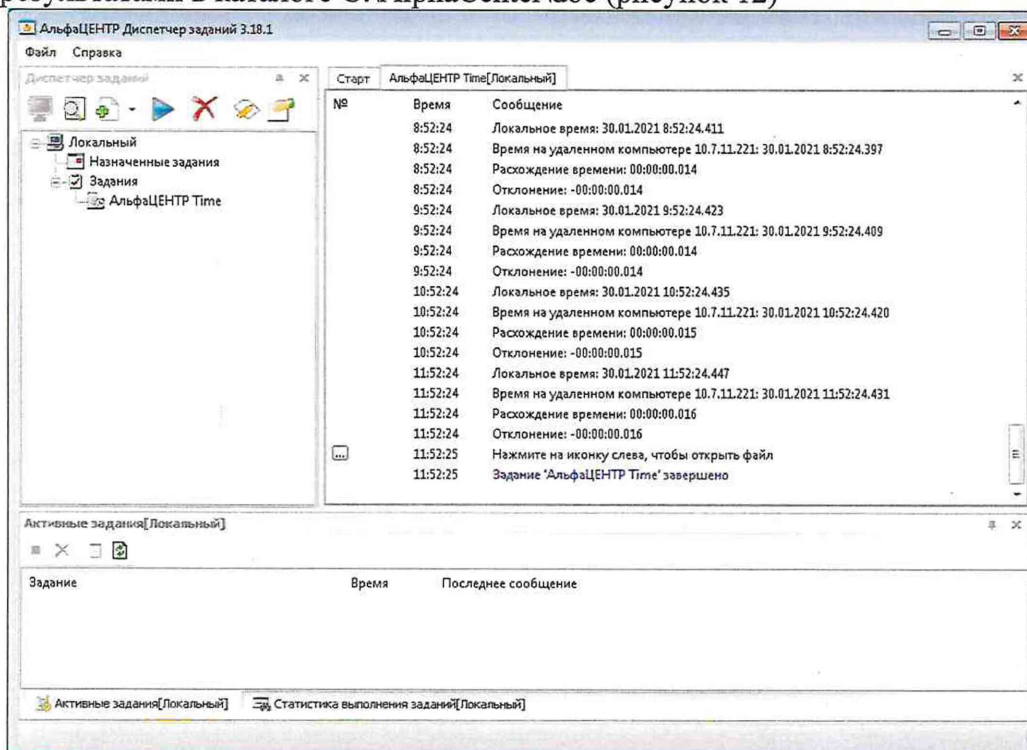 результатами в каталоге C:\AlphaCenter\doc (рисунок 12)
АльфаЦЕНТР Диспетчер заданий 3.18.1
Файл Справка
Диспетчер заданий
Локальный
Назначенные задания
Задания
АльфаЦЕНТР Time
Старт АльфаЦЕНТР Time[Локальный]
№ Время Сообщение
8:52:24 Локальное время: 30.01.2021 8:52:24.411
8:52:24 Время на удаленном компьютере 10.7.11.221: 30.01.2021 8:52:24.397
8:52:24 Расхождение времени: 00:00:00.014
8:52:24 Отклонение: -00:00:00.014
9:52:24 Локальное время: 30.01.2021 9:52:24.423
9:52:24 Время на удаленном компьютере 10.7.11.221: 30.01.2021 9:52:24.409
9:52:24 Расхождение времени: 00:00:00.014
9:52:24 Отклонение: -00:00:00.014
10:52:24 Локальное время: 30.01.2021 10:52:24.435
10:52:24 Время на удаленном компьютере 10.7.11.221: 30.01.2021 10:52:24.420
10:52:24 Расхождение времени: 00:00:00.015
10:52:24 Отклонение: -00:00:00.015
11:52:24 Локальное время: 30.01.2021 11:52:24.447
11:52:24 Время на удаленном компьютере 10.7.11.221: 30.01.2021 11:52:24.431
11:52:24 Расхождение времени: 00:00:00.016
11:52:24 Отклонение: -00:00:00.016
11:52:25 Нажмите на иконку слева, чтобы открыть файл
11:52:25 Задание 'АльфаЦЕНТР Time' завершено
Активные задания[Локальный]
Задание Время Последнее сообщение
Активные задания[Локальный] Статистика выполнения заданий[Локальный]